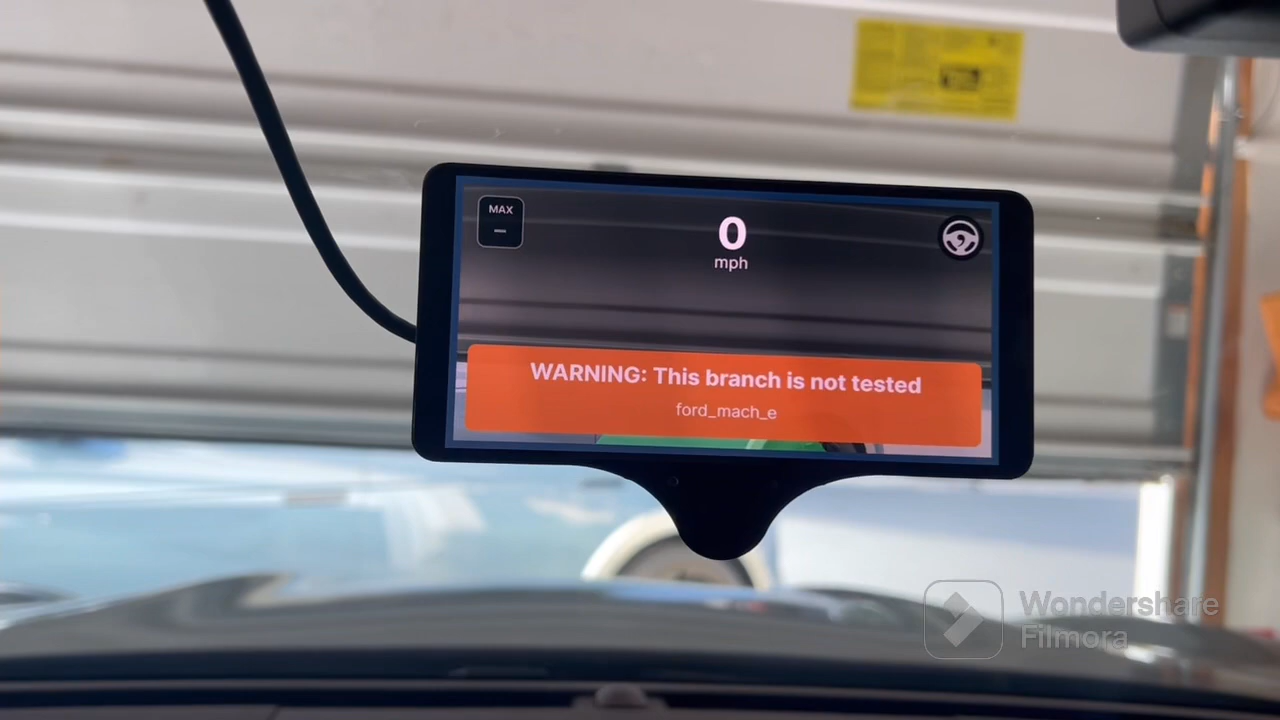 MAX
–
0
mph
WARNING: This branch is not tested
ford_mach_e
Wondershare
Filmora